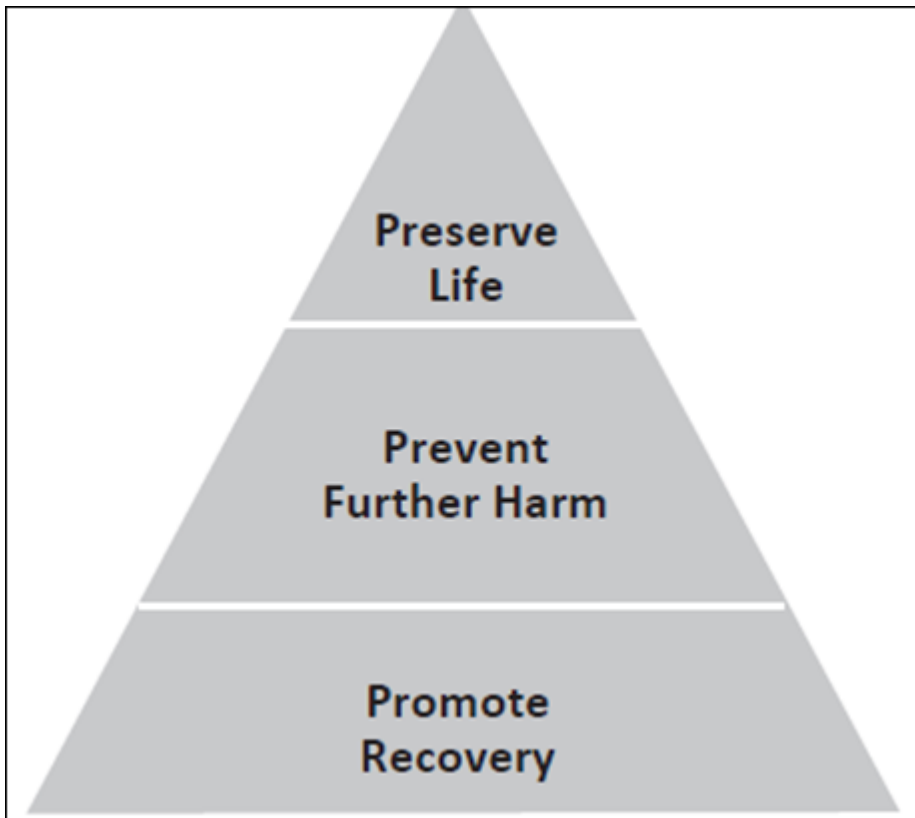 Preserve
Life
Prevent
Further Harm
Promote
Recovery